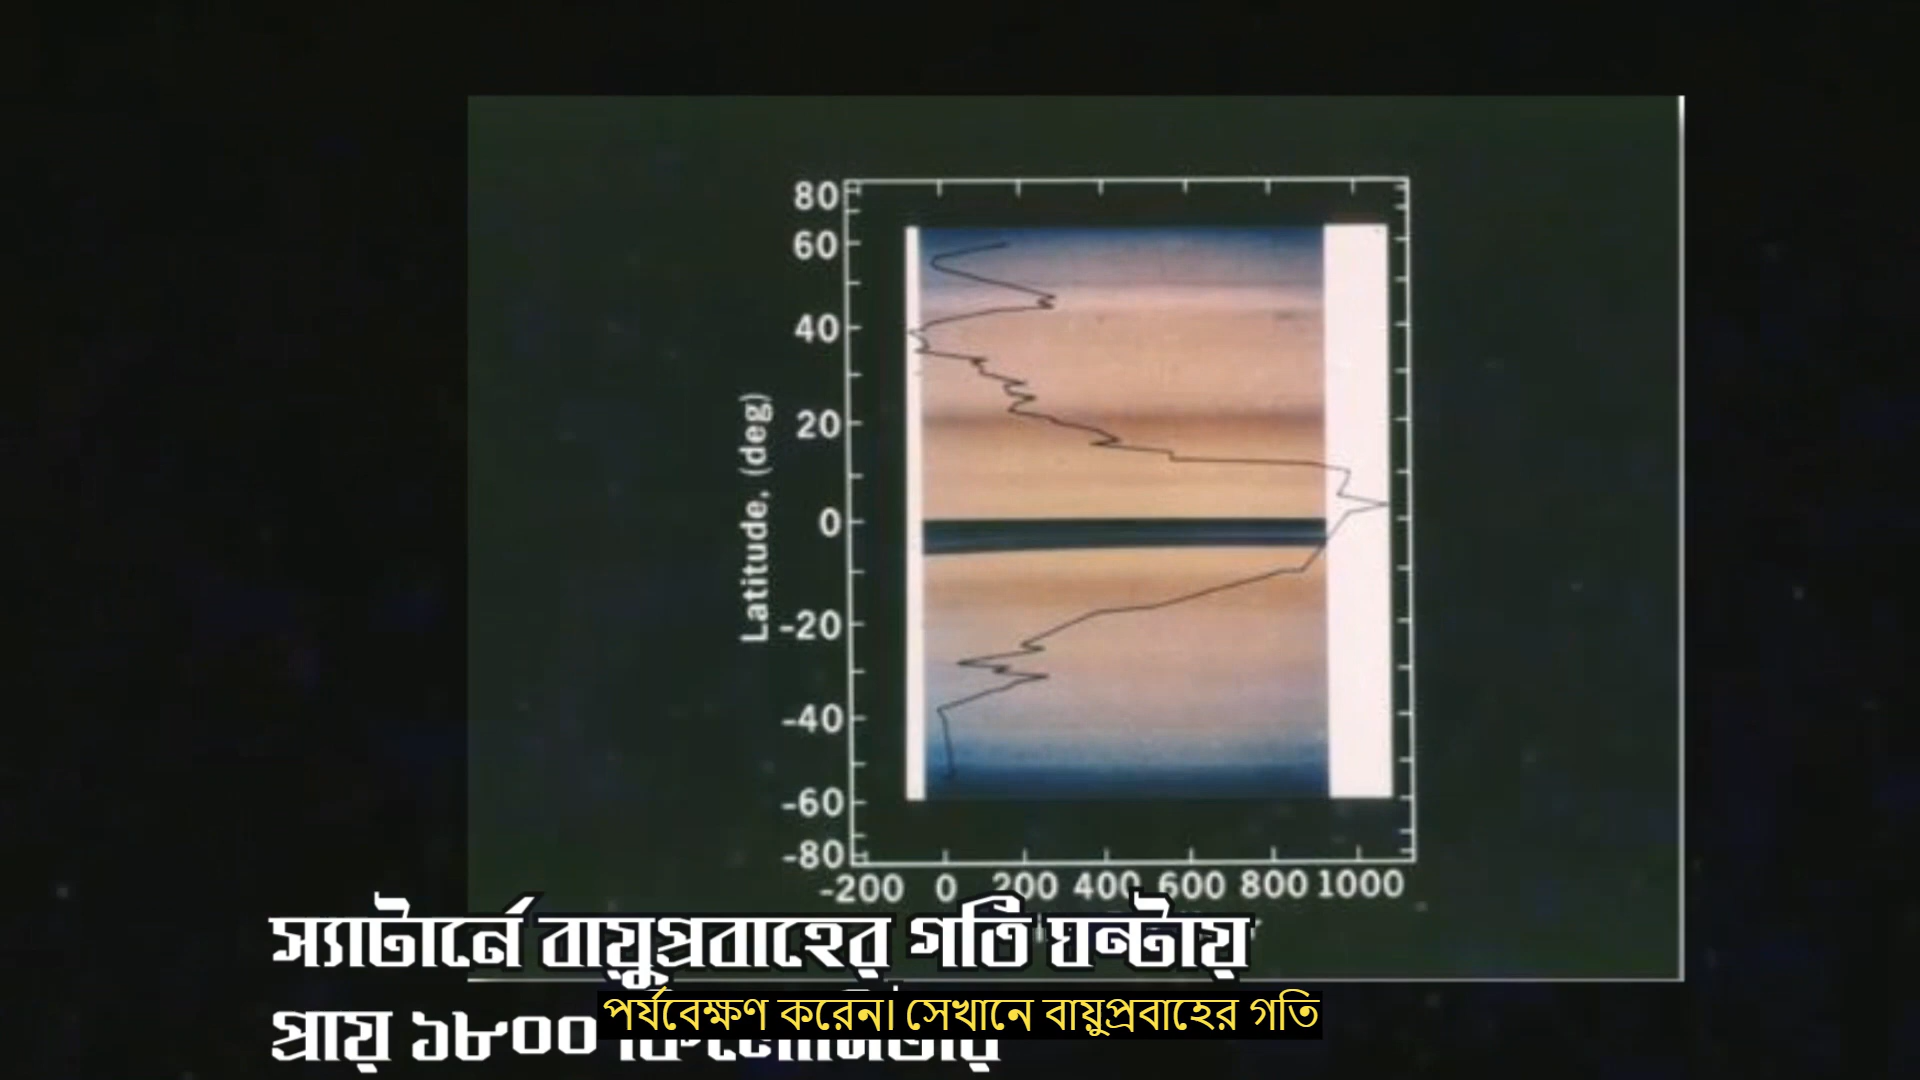 80
60
40
20
0
-20
-40
-60
-80
Latitude, (deg)
-200 0 200 400 600 800 1000
স্যাটার্নে বায়ুপ্রবাহের গতি ঘন্টায়
প্রায় ১৮০০ কিলোমিটার
পর্যবেক্ষণ করেন। সেখানে বায়ুপ্রবাহের গতি